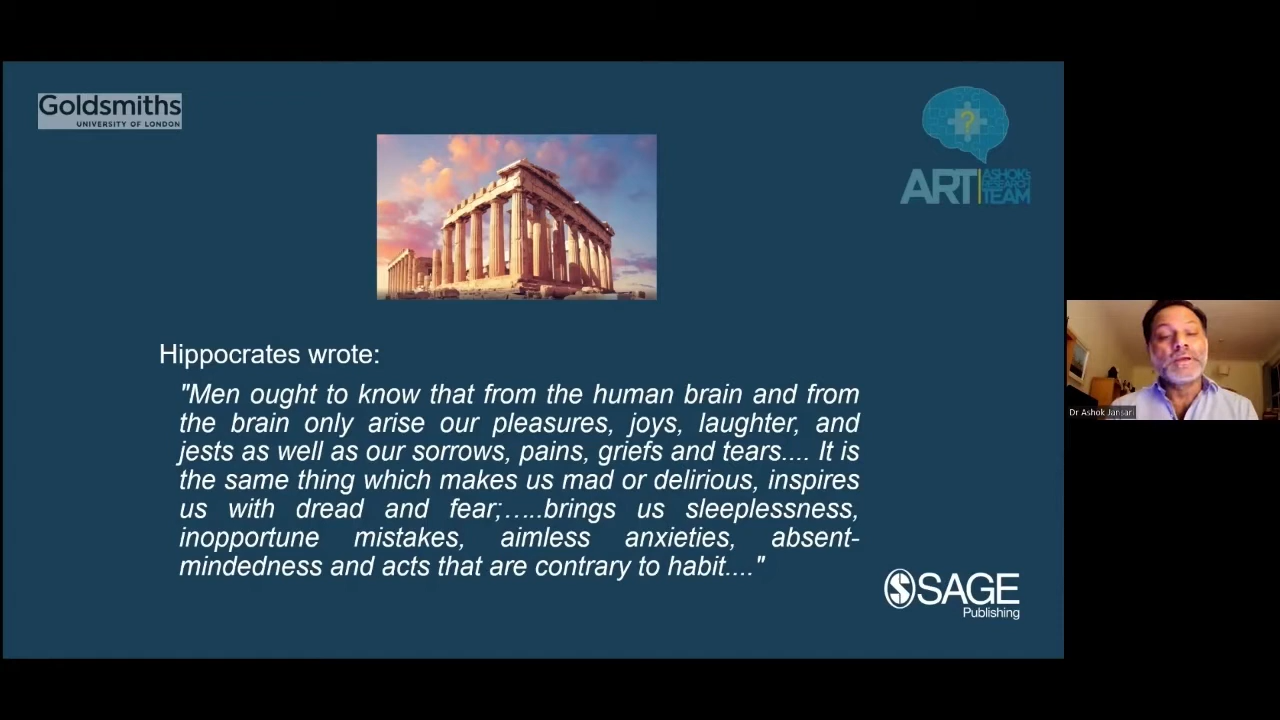 Goldsmiths
UNIVERSITY OF LONDON
?
ART
ASHOK'S
RESEARCH
TEAM
Hippocrates wrote:
"Men ought to know that from the human brain and from
the brain only arise our pleasures, joys, laughter, and
jests as well as our sorrows, pains, griefs and tears.... It is
the same thing which makes us mad or delirious, inspires
us with dread and fear;…..brings us sleeplessness,
inopportune mistakes, aimless anxieties, absent-
mindedness and acts that are contrary to habit...."
SAGE
Publishing
Dr Ashok Jansari